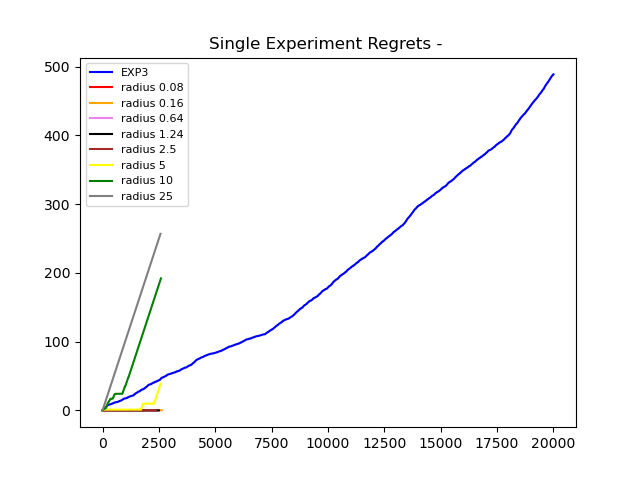 Single Experiment Regrets -
500
400
300
200
100
0
EXP3
radius 0.08
radius 0.16
radius 0.64
radius 1.24
radius 2.5
radius 5
radius 10
radius 25
0 2500 5000 7500 10000 12500 15000 17500 20000